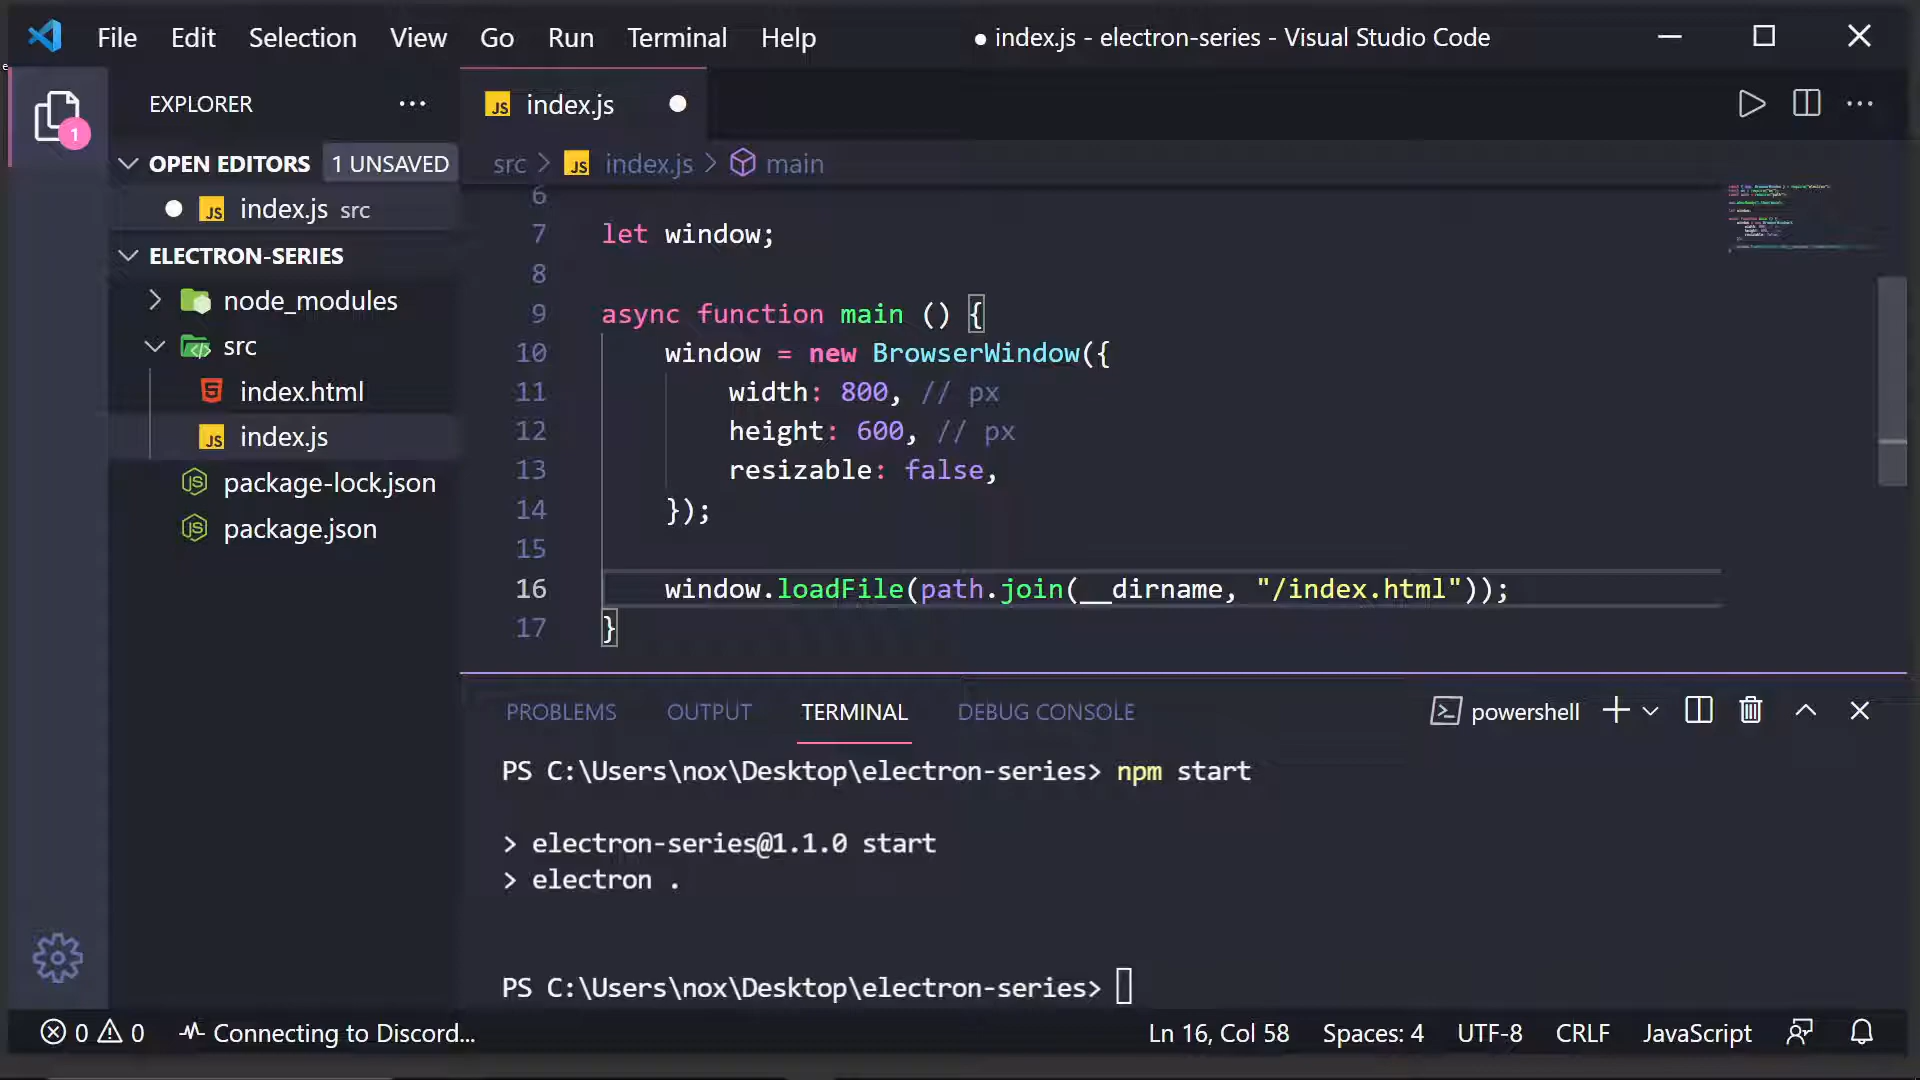 File Edit Selection View Go Run Terminal Help
● index.js - electron-series - Visual Studio Code
e
1
EXPLORER
OPEN EDITORS 1 UNSAVED
JS index.js src
ELECTRON-SERIES
node_modules
src
index.html
JS index.js
package-lock.json
package.json
JS index.js
src > JS index.js > main
6
7 let window;
8
9 async function main () {
10 window = new BrowserWindow({
11 width: 800, // px
12 height: 600, // px
13 resizable: false,
14 });
15
16 window.loadFile(path.join(__dirname, "/index.html"));
17 }
PROBLEMS OUTPUT TERMINAL DEBUG CONSOLE
powershell
PS C:\Users\nox\Desktop\electron-series> npm start
> electron-series@1.1.0 start
> electron .
PS C:\Users\nox\Desktop\electron-series>
0 0 Connecting to Discord...
Ln 16, Col 58 Spaces: 4 UTF-8 CRLF JavaScript